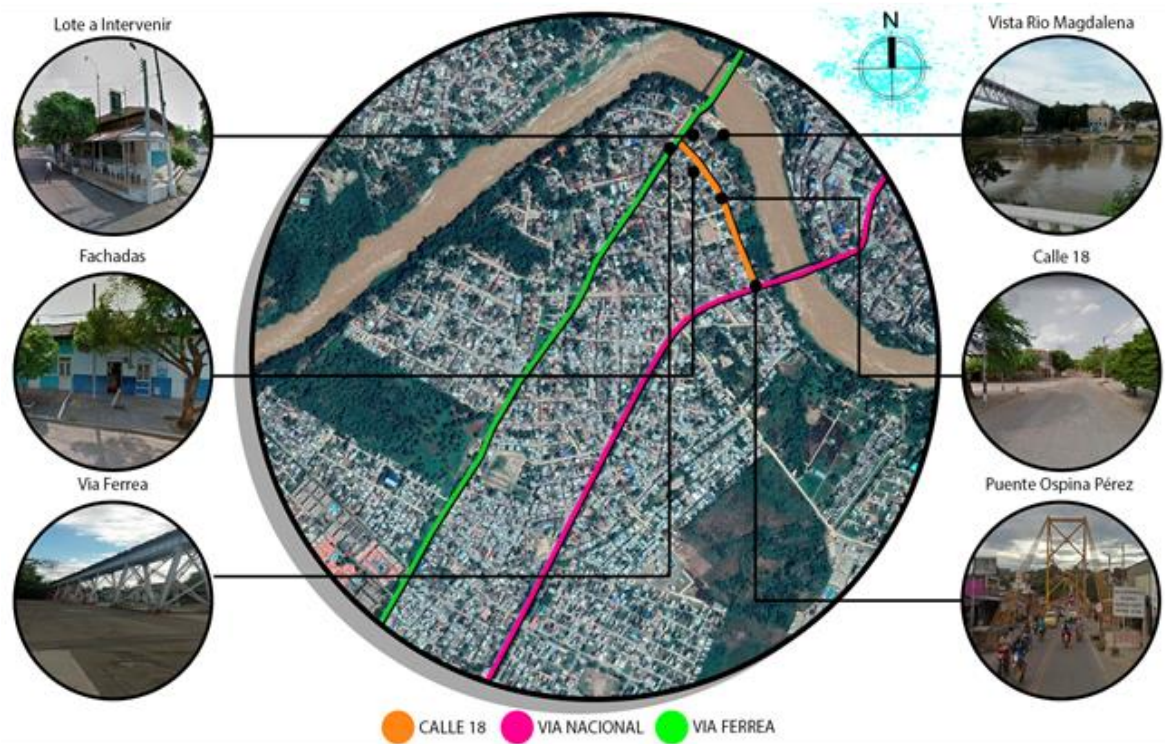 Lote a Intervenir
N
Vista Rio Magdalena
Fachadas
Calle 18
Via Ferrea
Puente Ospina Pérez
CALLE 18
VIA NACIONAL
VIA FERREA